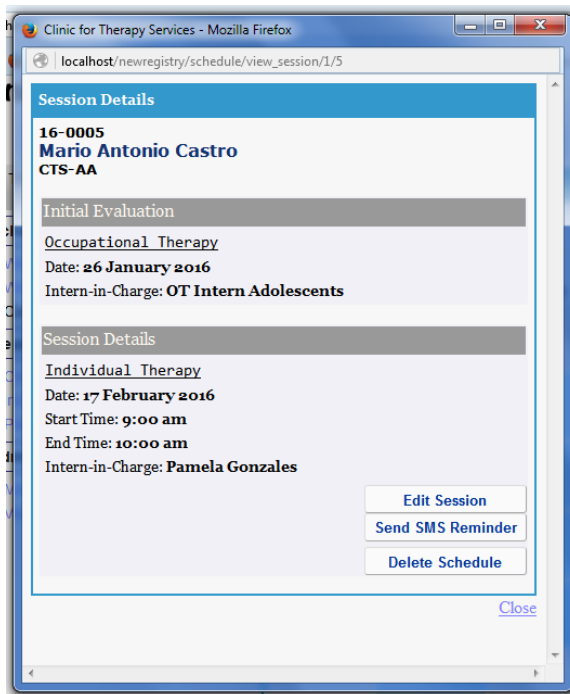 Clinic for Therapy Services - Mozilla Firefox
localhost/newregistry/schedule/view_session/1/5
Session Details
16-0005
Mario Antonio Castro
CTS-AA
Initial Evaluation
Occupational Therapy
Date: 26 January 2016
Intern-in-Charge: OT Intern Adolescents
Session Details
Individual Therapy
Date: 17 February 2016
Start Time: 9:00 am
End Time: 10:00 am
Intern-in-Charge: Pamela Gonzales
Edit Session
Send SMS Reminder
Delete Schedule
Close